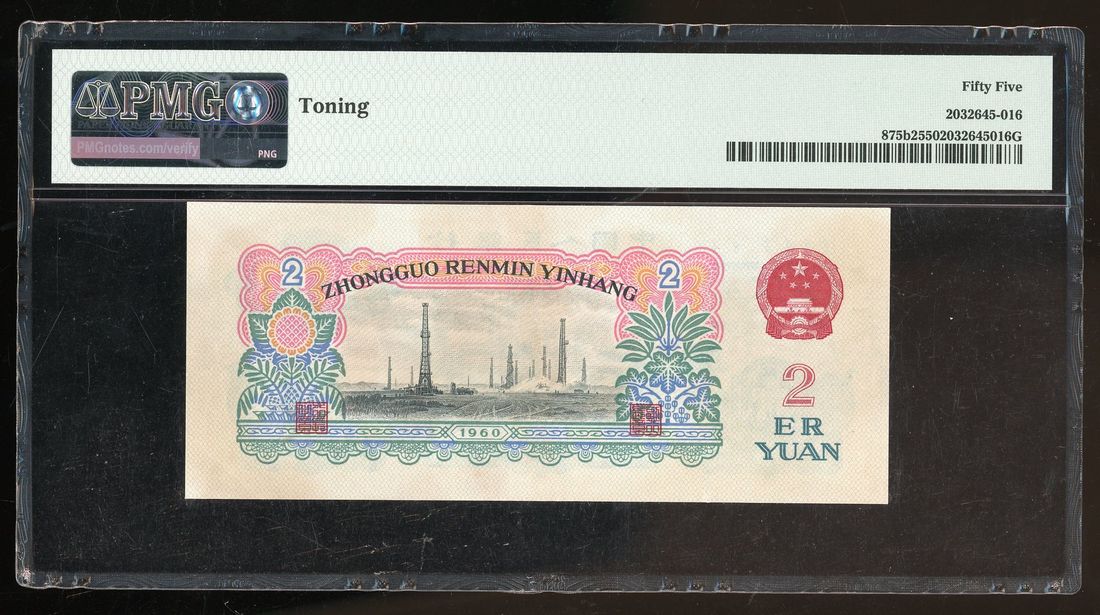 PMG
PMGnotes.com/verify
PNG
Toning
Fifty Five
2032645-016
875b25502032645016G
2
ZHONGGUO RENMIN YINHANG
2
1960
2
ER
YUAN